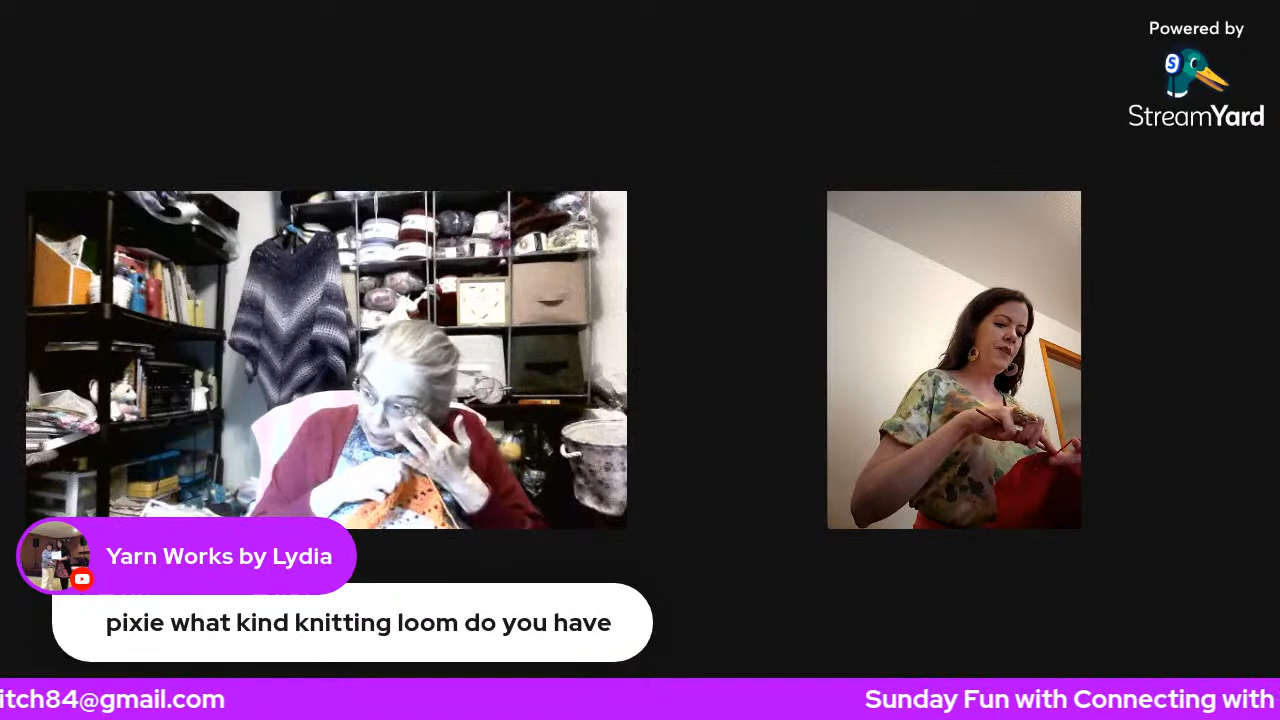 Powered by
StreamYard
Yarn Works by Lydia
pixie what kind knitting loom do you have
itch84@gmail.com
Sunday Fun with Connecting with